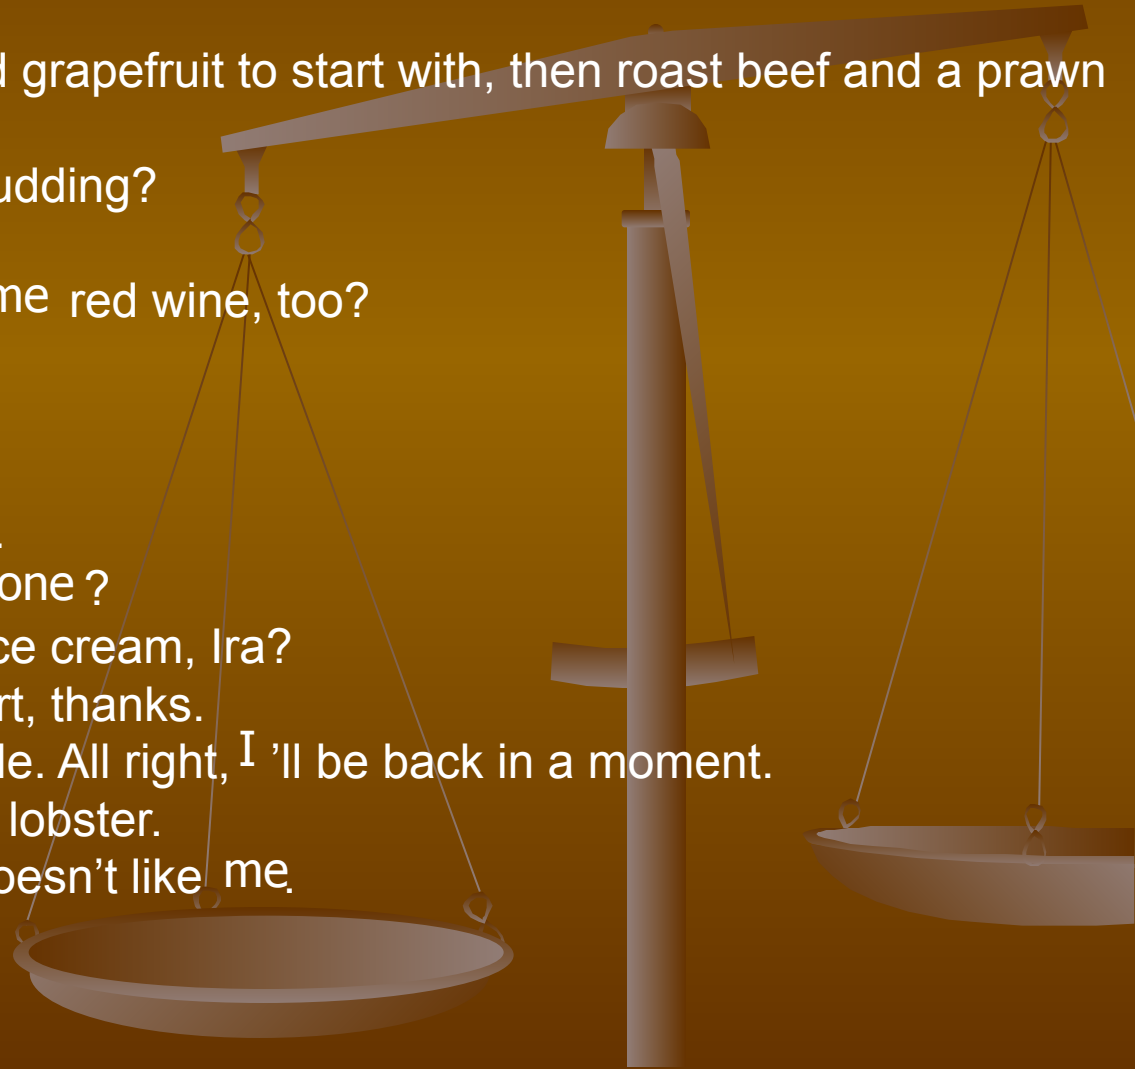 d grapefruit to start with, then roast beef and a prawn
udding?
me red wine, too?
.
one ?
ce cream, Ira?
rt, thanks.
le. All right, I ’ll be back in a moment.
lobster.
oesn’t like me.